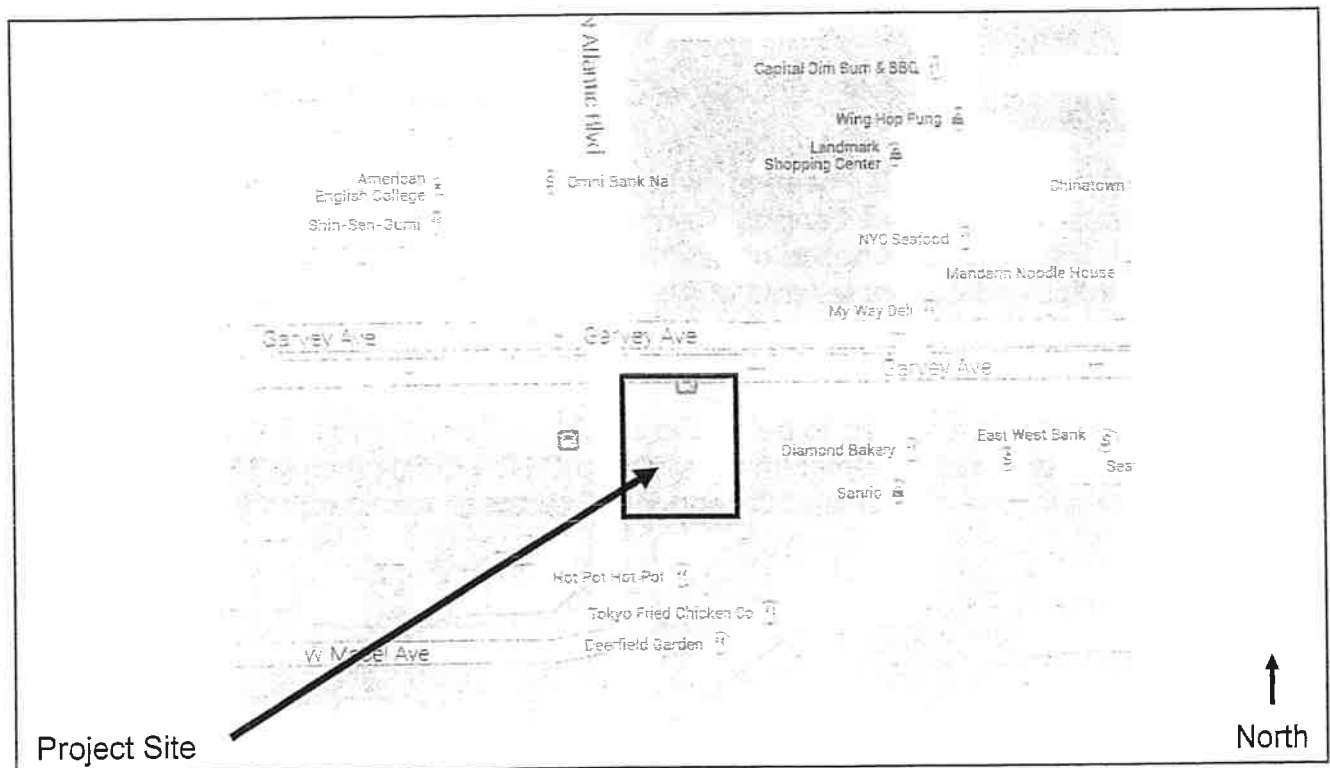 N Atlantic Blvd
Capital Dim Sum & BBQ
Wing Hop Fung
Landmark
Shopping Center
American
English College
Omni Bank Na
Chinatown
Shin-Sen-Gumi
NYC Seafood
Mandarin Noodle House
My Way Deli
Garvey Ave
Garvey Ave
Garvey Ave
East West Bank
Diamond Bakery
Sanrio
Hot Pot Hot Pot
Tokyo Fried Chicken Co
Deerfield Garden
W Mabel Ave
Project Site
North